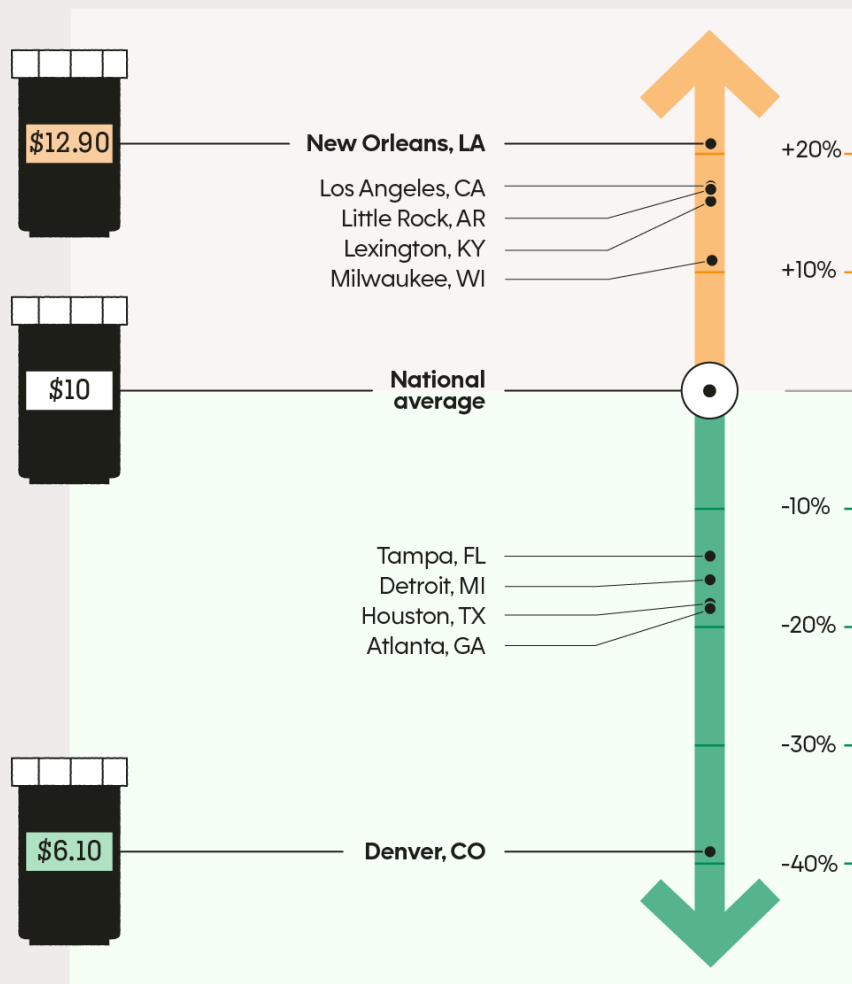 $12.90
New Orleans, LA
+20%
Los Angeles, CA
Little Rock, AR
Lexington, KY
Milwaukee, WI
+10%
$10
National
average
-10%
Tampa, FL
Detroit, MI
Houston, TX
Atlanta, GA
-20%
-30%
$6.10
Denver, CO
-40%